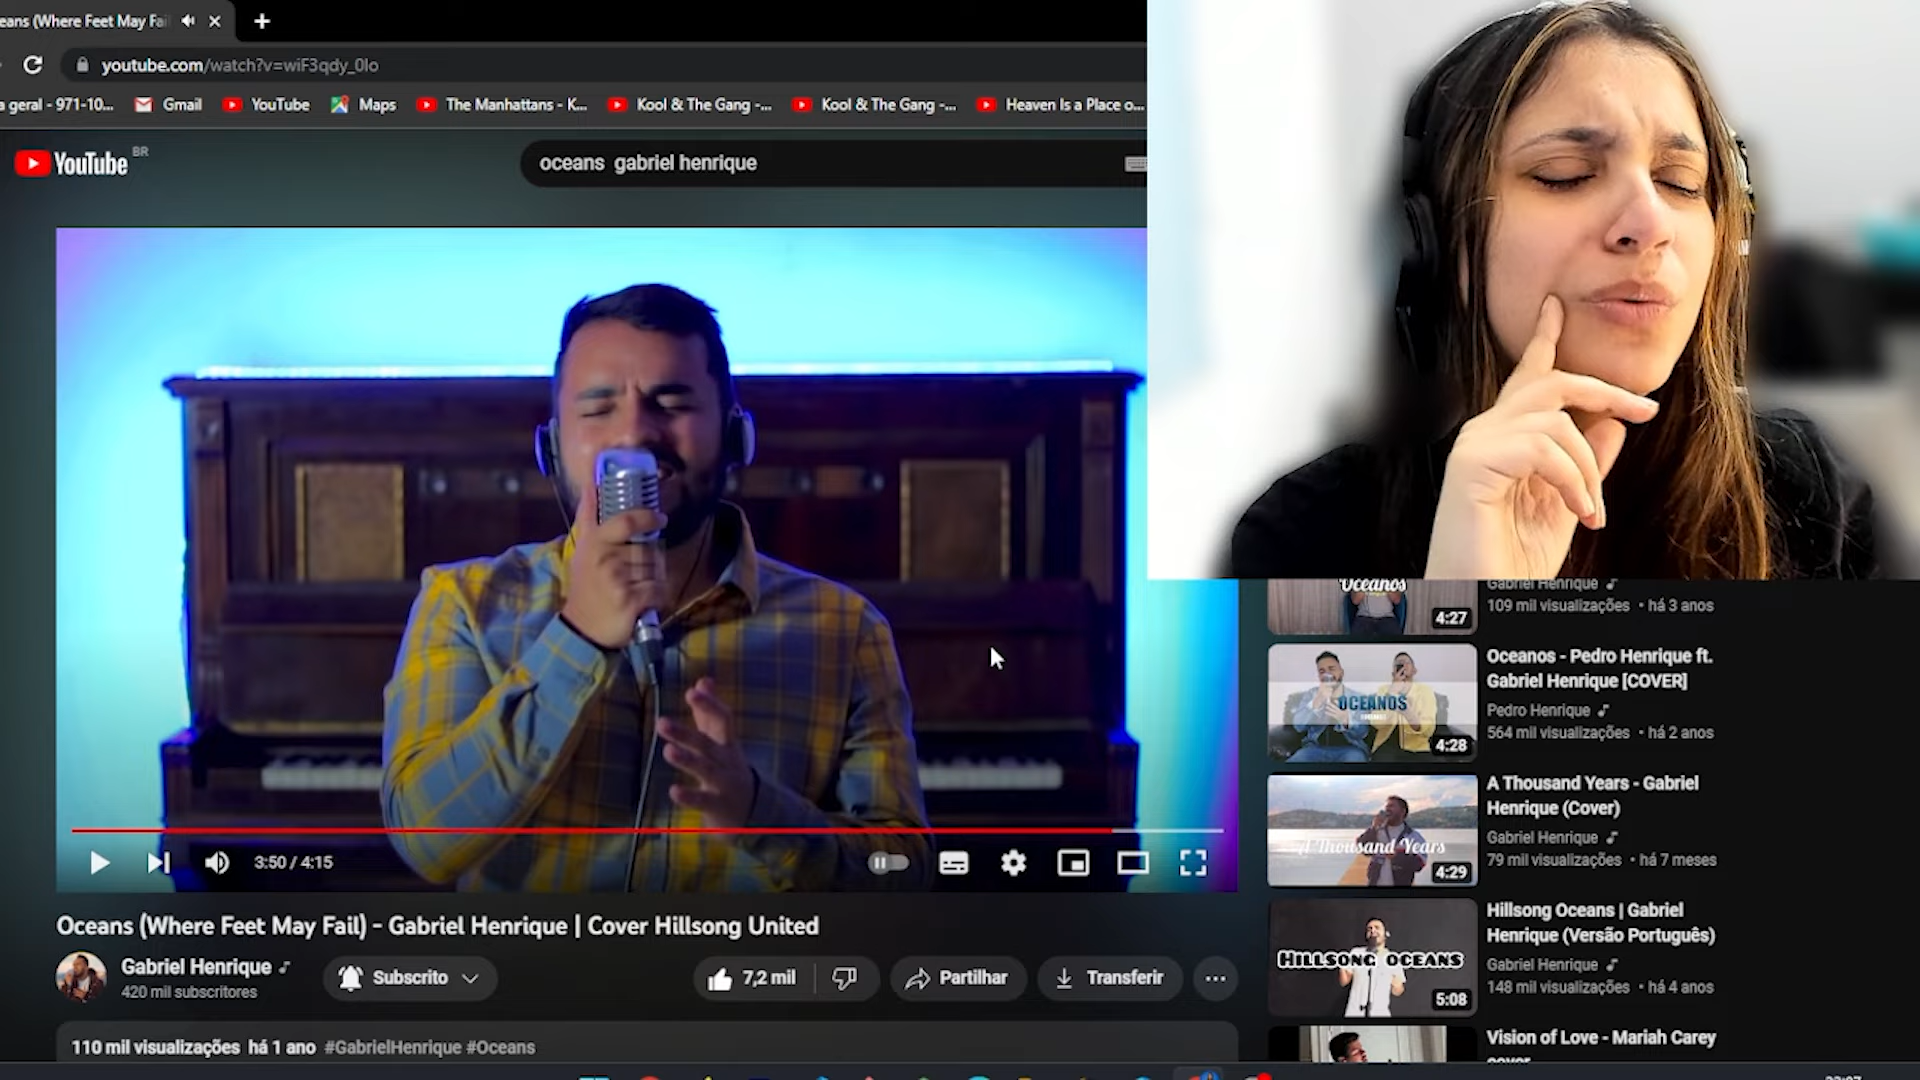 eans (Where Feet May Fai
youtube.com/watch?v=wiF3qdy_0lo
a geral - 971-10...
Gmail
YouTube
Maps
The Manhattans - K...
Kool & The Gang -...
Kool & The Gang -...
Heaven Is a Place o...
YouTube BR
oceans gabriel henrique
3:50 / 4:15
Oceans (Where Feet May Fail) - Gabriel Henrique | Cover Hillsong United
Gabriel Henrique
420 mil subscritores
Subscrito
7,2 mil
Partilhar
Transferir
110 mil visualizações há 1 ano #GabrielHenrique #Oceans
Oceanos
4:27
Gabriel Henrique
109 mil visualizações • há 3 anos
OCEANOS
4:28
Oceanos - Pedro Henrique ft.
Gabriel Henrique [COVER]
Pedro Henrique
564 mil visualizações • há 2 anos
A Thousand Years
4:29
A Thousand Years - Gabriel
Henrique (Cover)
Gabriel Henrique
79 mil visualizações • há 7 meses
HILLSONG OCEANS
5:08
Hillsong Oceans | Gabriel
Henrique (Versão Português)
Gabriel Henrique
148 mil visualizações • há 4 anos
Vision of Love - Mariah Carey
cover